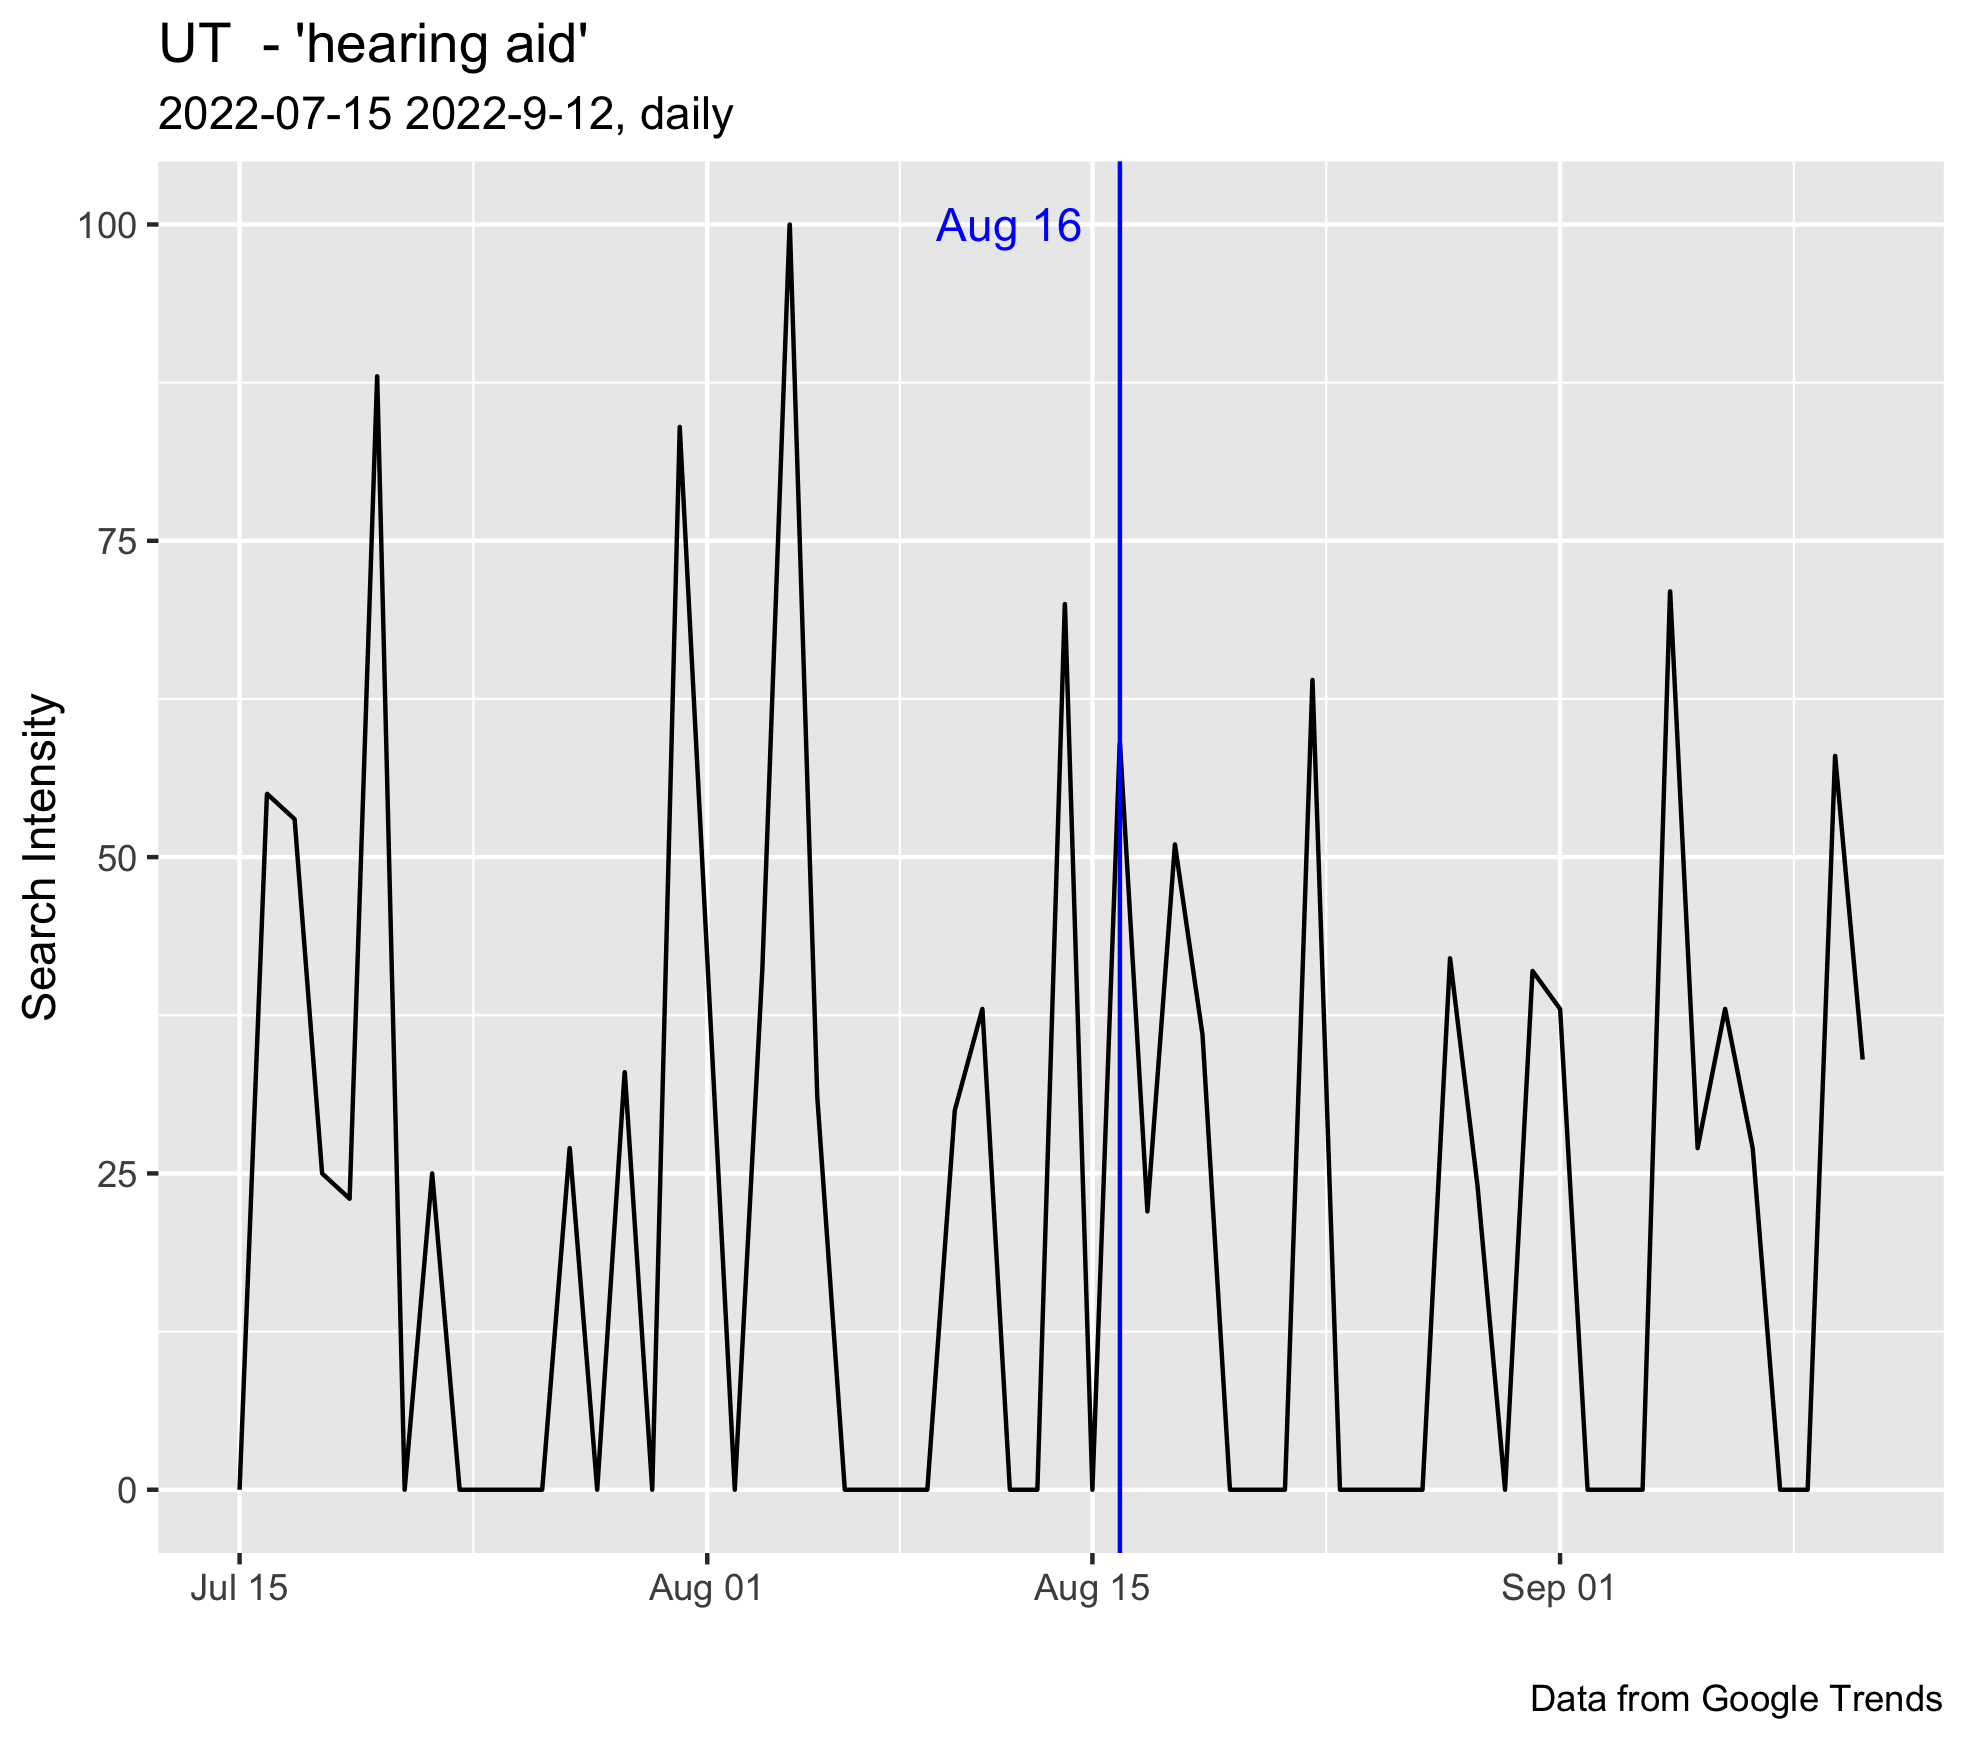 UT  - 'hearing aid'
2022-07-15 2022-9-12, daily
Aug 16
100
75
50
25
0
Search Intensity
Jul 15
Aug 01
Aug 15
Sep 01
Data from Google Trends